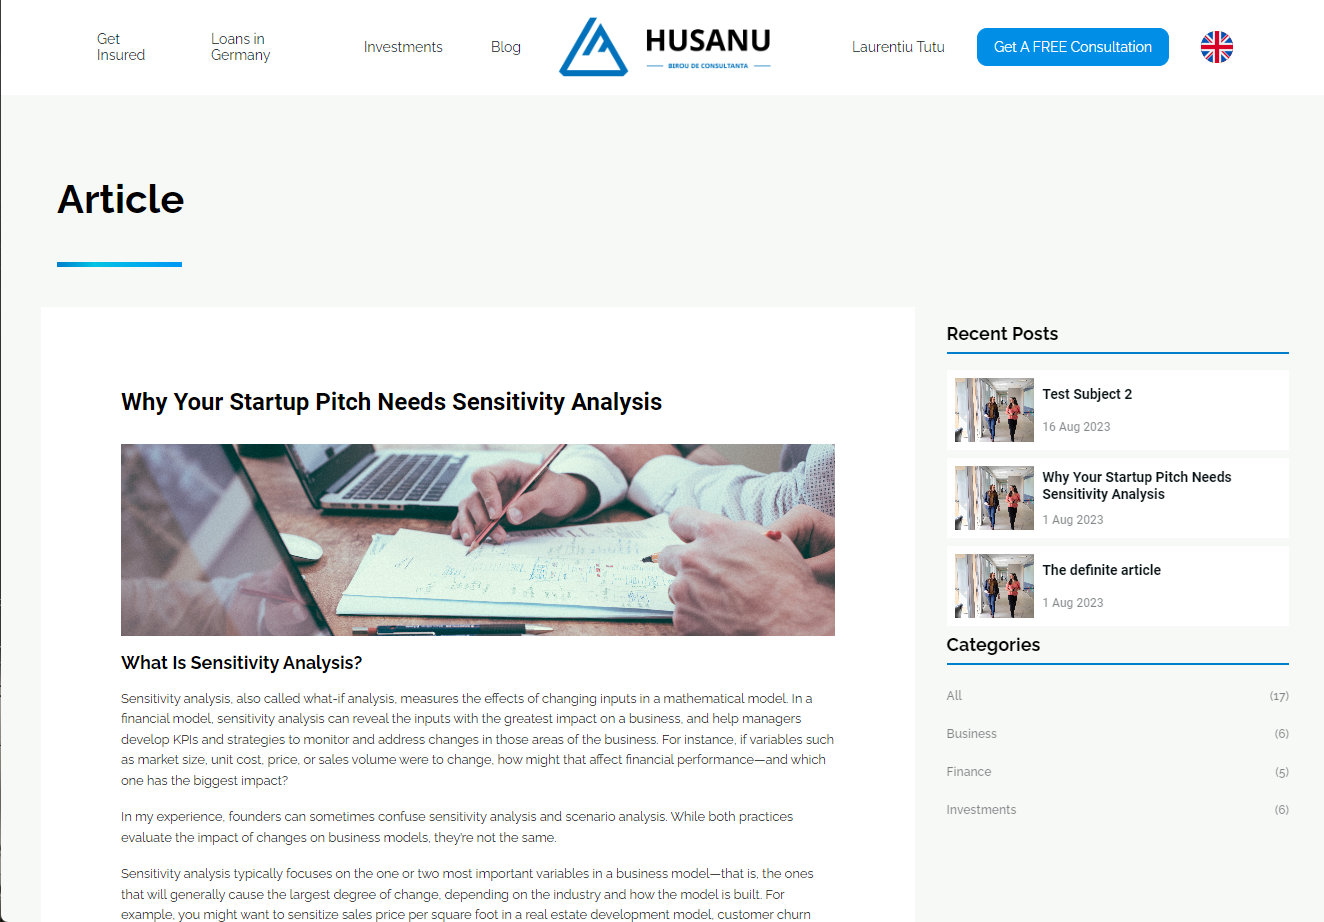 Get
Insured
Loans in
Germany
Investments
Blog
HUSANU
BIROU DE CONSULTANTA
Laurentiu Tutu
Get A FREE Consultation
Article
Why Your Startup Pitch Needs Sensitivity Analysis
What Is Sensitivity Analysis?
Sensitivity analysis, also called what-if analysis, measures the effects of changing inputs in a mathematical model. In a
financial model, sensitivity analysis can reveal the inputs with the greatest impact on a business, and help managers
develop KPIs and strategies to monitor and address changes in those areas of the business. For instance, if variables such
as market size, unit cost, price, or sales volume were to change, how might that affect financial performance—and which
one has the biggest impact?
In my experience, founders can sometimes confuse sensitivity analysis and scenario analysis. While both practices
evaluate the impact of changes on business models, they're not the same.
Sensitivity analysis typically focuses on the one or two most important variables in a business model—that is, the ones
that will generally cause the largest degree of change, depending on the industry and how the model is built. For
example, you might want to sensitize sales price per square foot in a real estate development model, customer churn
Recent Posts
Test Subject 2
16 Aug 2023
Why Your Startup Pitch Needs
Sensitivity Analysis
1 Aug 2023
The definite article
1 Aug 2023
Categories
All (17)
Business (6)
Finance (5)
Investments (6)